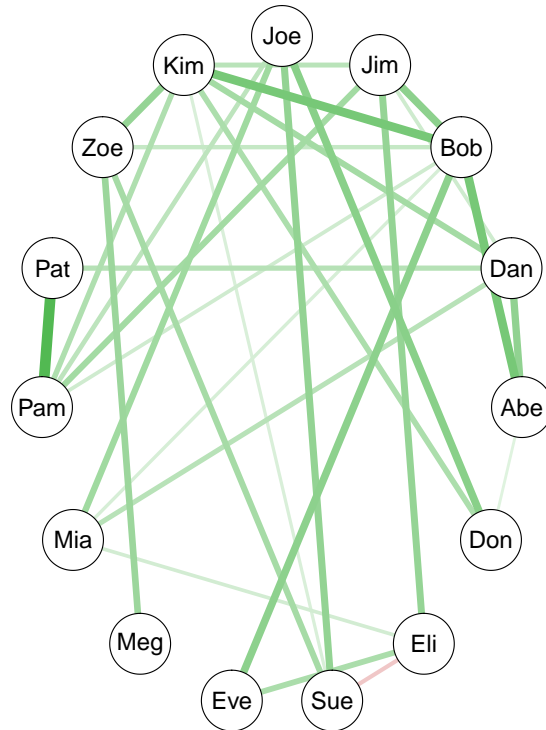 Joe
Kim
Jim
Zoe
Bob
Pat
Dan
Pam
Abe
Mia
Don
Meg
Eli
Eve
Sue